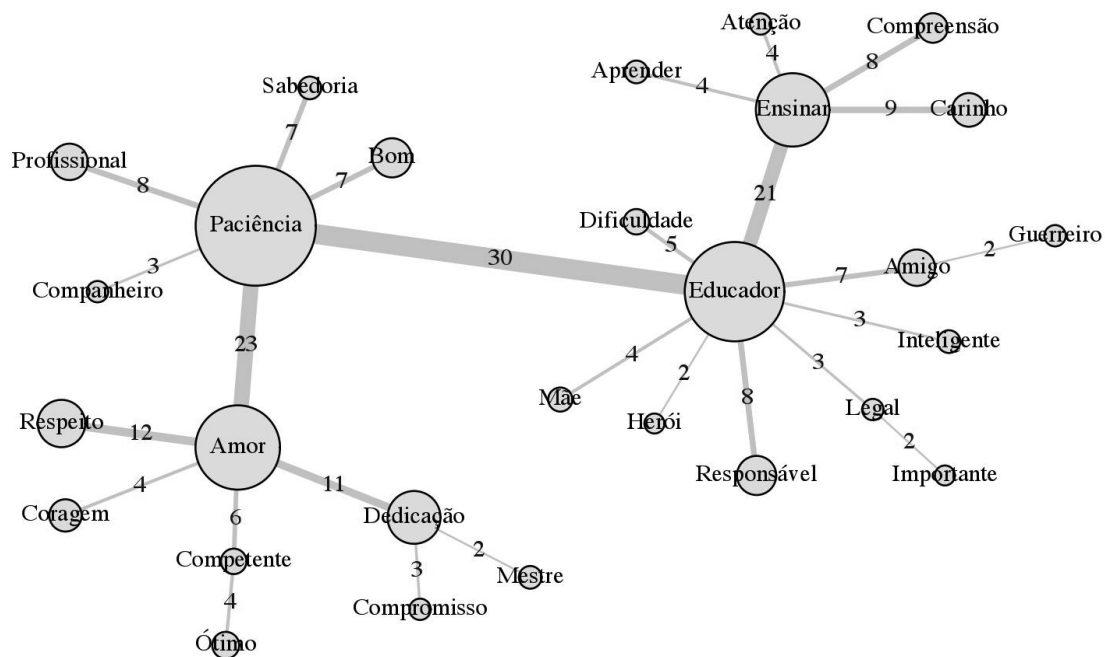 Atenção
Compreensão
4
8
Aprender
4
Ensinar
9
Carinho
Sabedoria
7
Bom
Profissional
8
7
Paciência
21
Dificuldade
5
30
Guerreiro
2
Amigo
7
Educador
3
Companheiro
3
Inteligente
23
4
2
3
8
Mãe
Herói
Legal
2
Respeito
12
Amor
Responsável
Importante
11
4
Coragem
6
Dedicação
Competente
2
3
Mestre
4
Compromisso
Ótimo